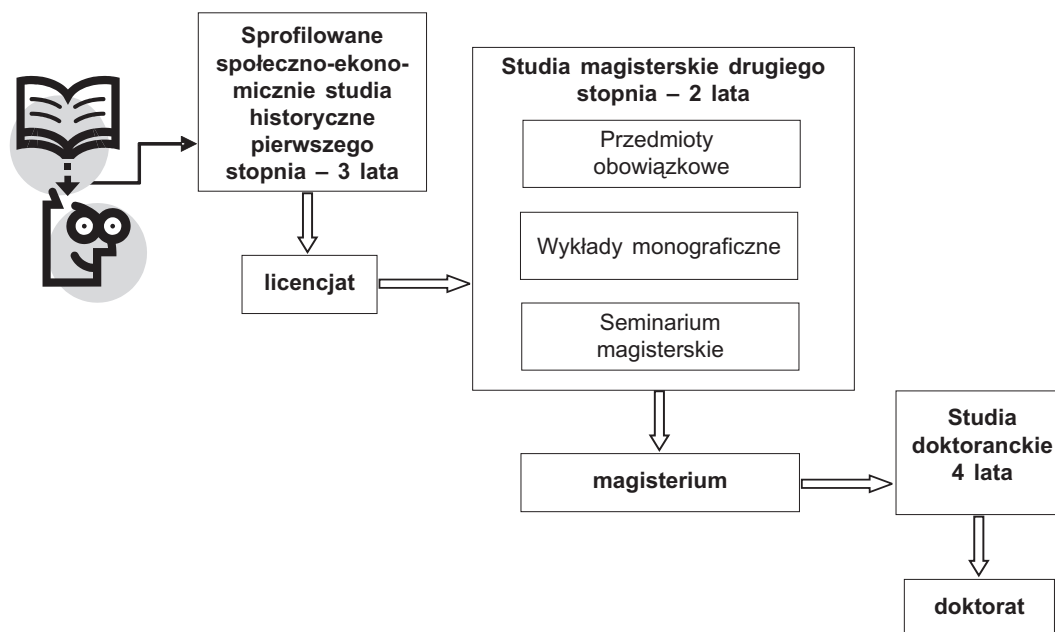 Sprofilowane
społeczno-ekono-
micznie studia
historyczne
pierwszego
stopnia – 3 lata
licencjat
Studia magisterskie drugiego
stopnia – 2 lata
Przedmioty
obowiązkowe
Wykłady monograficzne
Seminarium
magisterskie
magisterium
Studia
doktoranckie
4 lata
doktorat